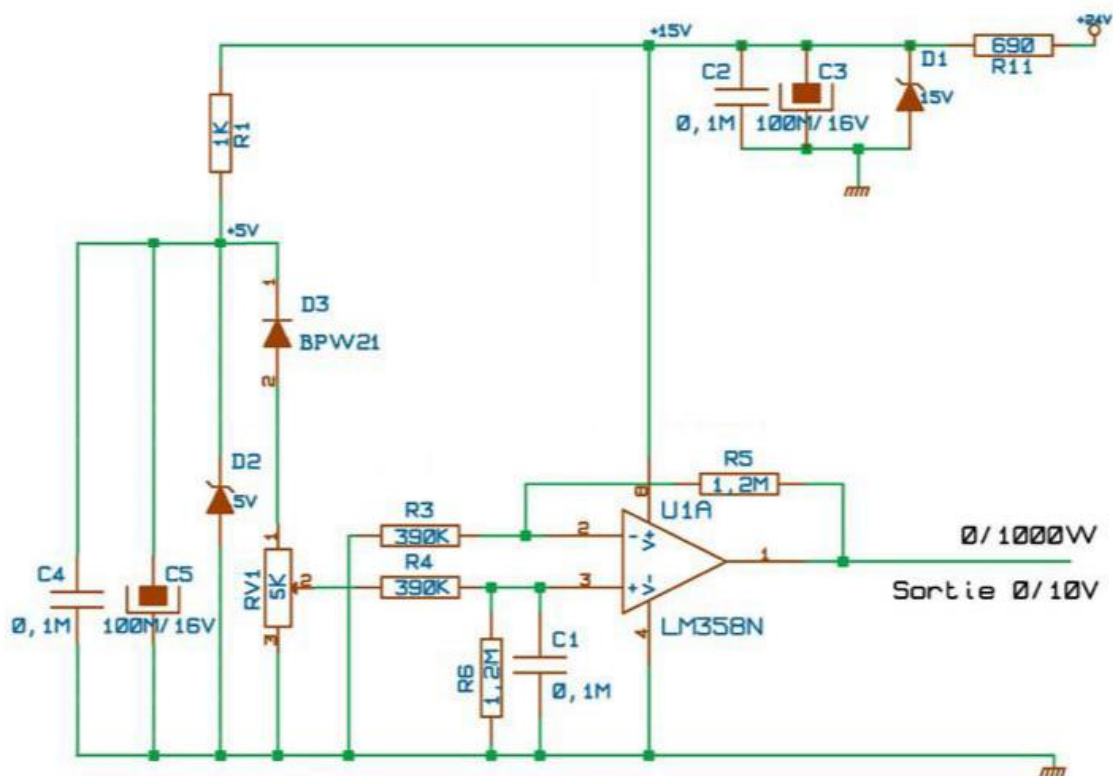 +24V
+15V
690
R11
D1
15V
C2
C3
0,1M
100M/16V
1K
R1
+5V
1
D3
BPW21
2
D2
5V
R5
1,2M
8
U1A
R3
390K
2
-
V+
1
0/1000W
Sortie 0/10V
R4
390K
3
+
V-
LM358N
4
1
RV1
5K
2
3
C4
0,1M
C5
100M/16V
R6
1,2M
C1
0,1M